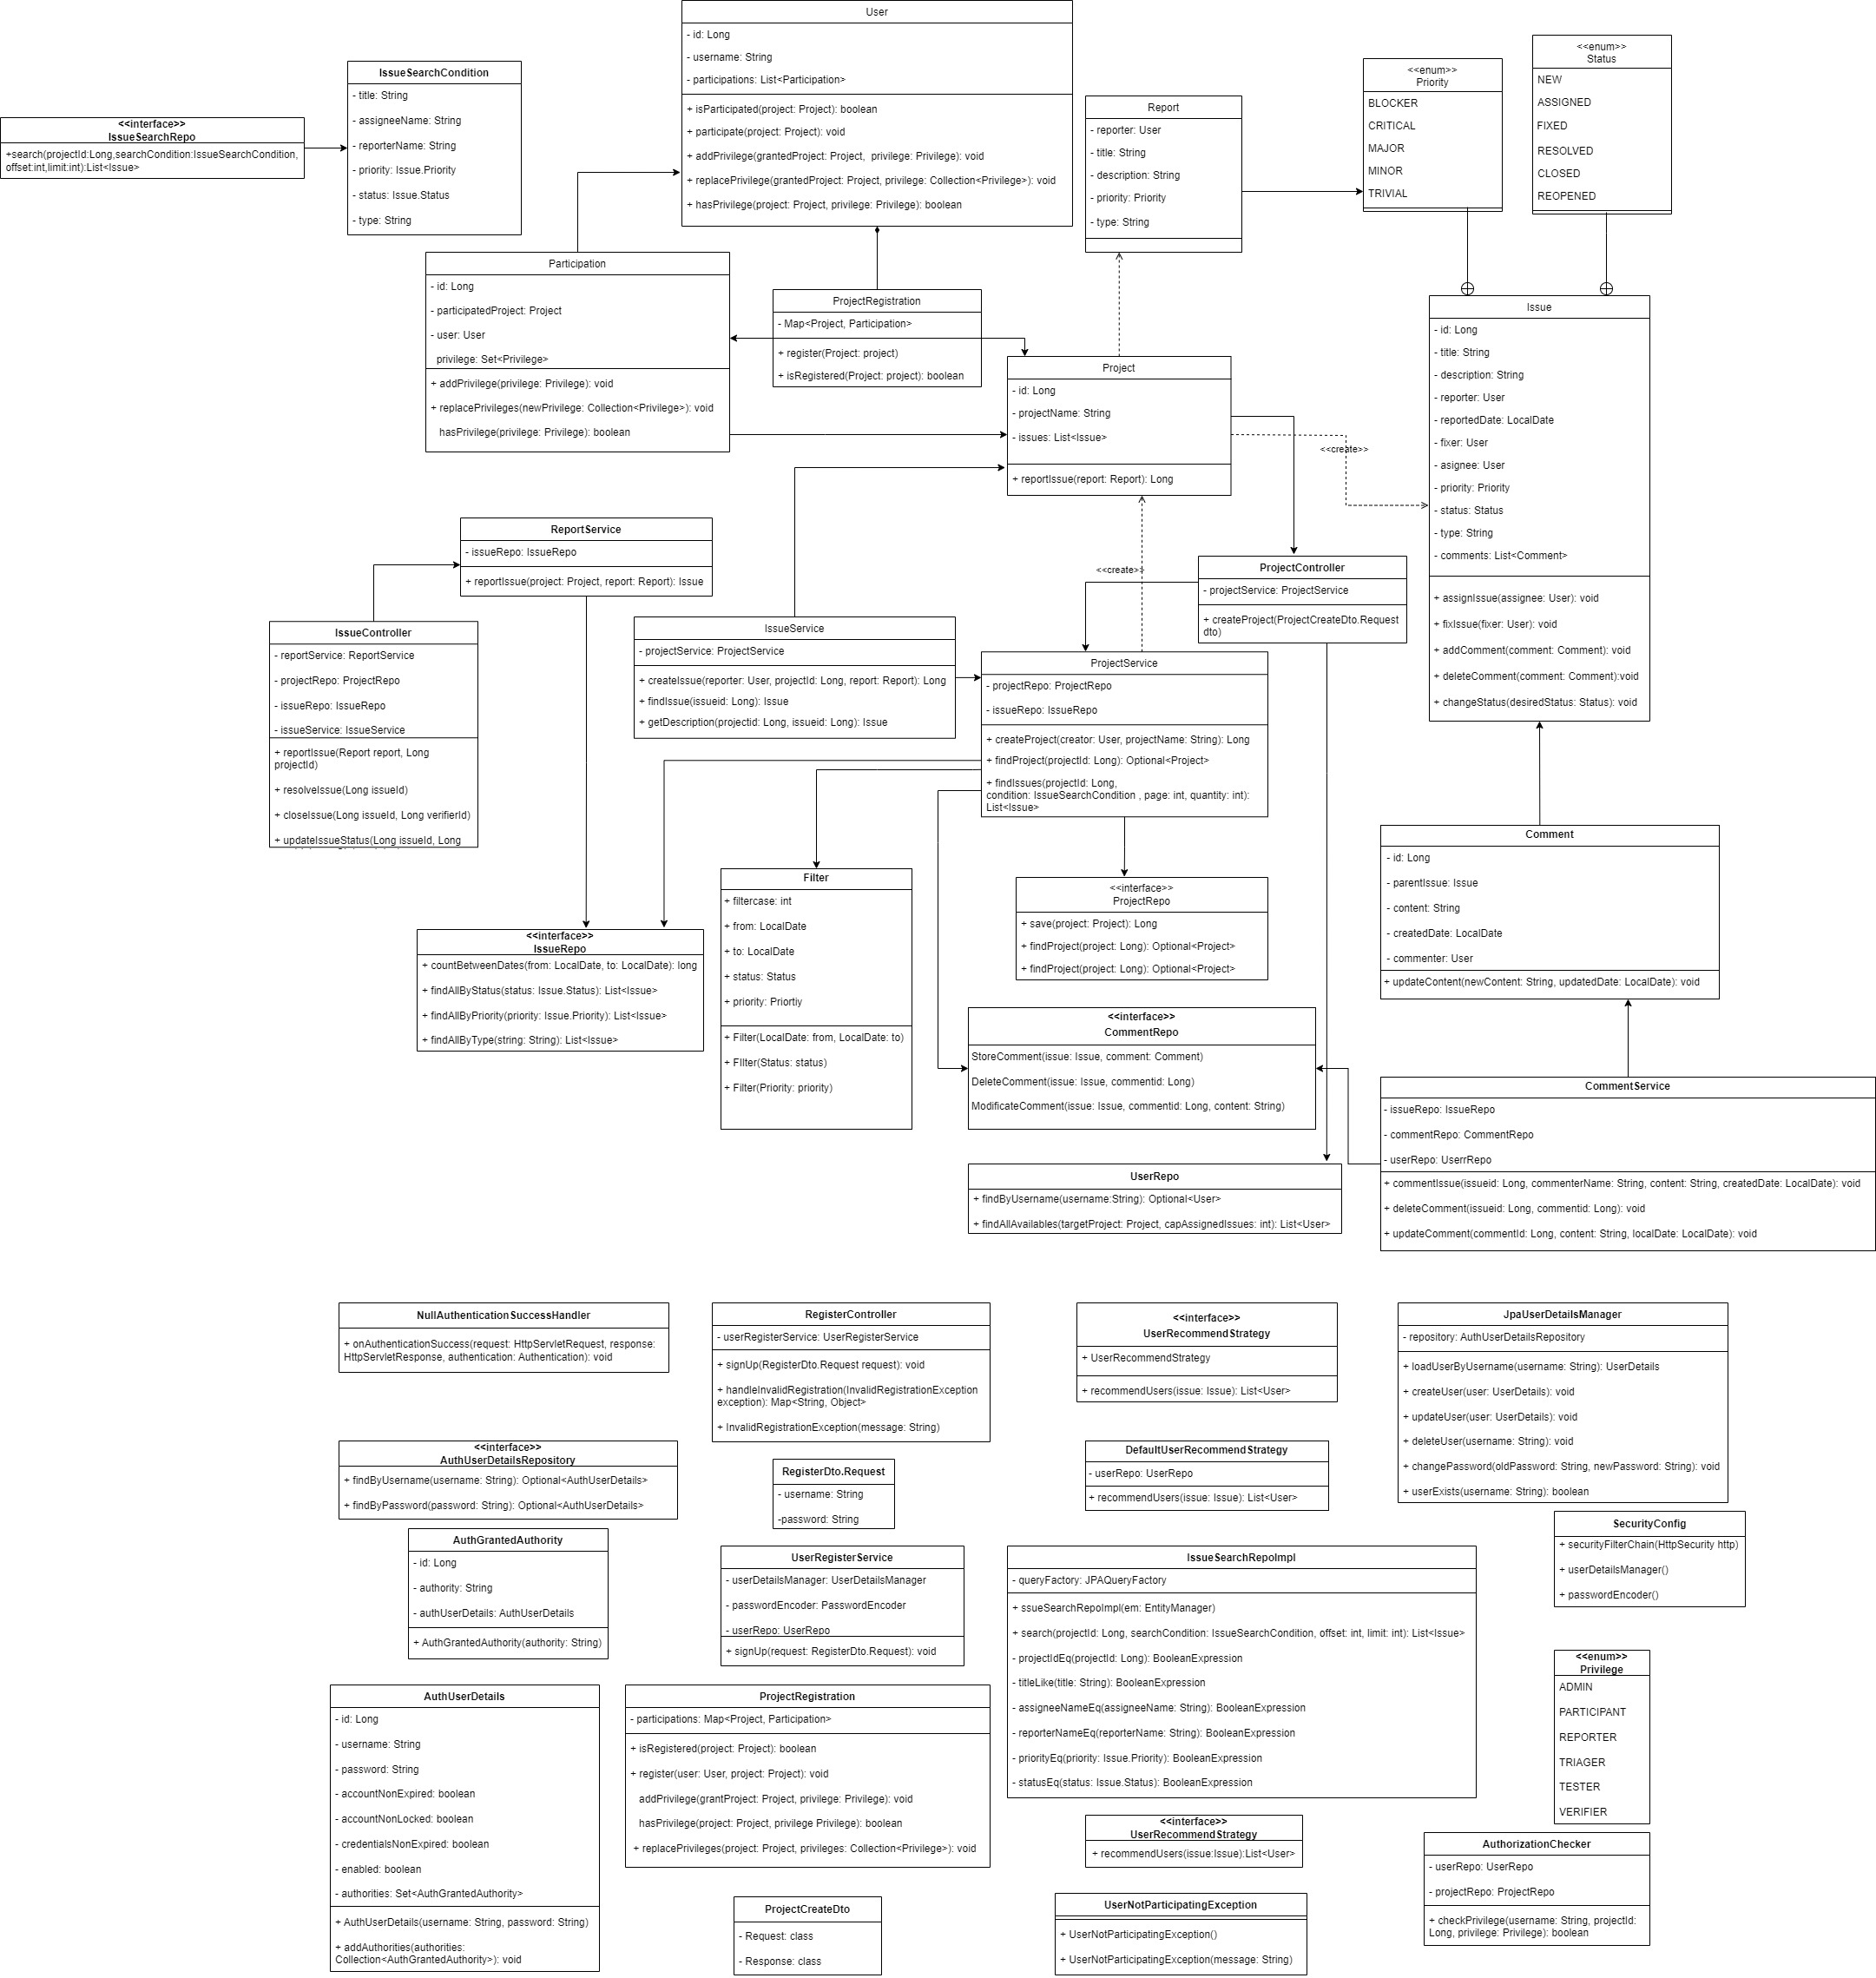 User
- id: Long
- username: String
- participations: List<Participation>
+ isParticipated(project: Project): boolean
+ participate(project: Project): void
+ addPrivilege(grantedProject: Project,  privilege: Privilege): void
+ replacePrivilege(grantedProject: Project, privilege: Collection<Privilege>): void
+ hasPrivilege(project: Project, privilege: Privilege): boolean
<<enum>>
Status
NEW
ASSIGNED
FIXED
RESOLVED
CLOSED
REOPENED
<<enum>>
Priority
BLOCKER
CRITICAL
MAJOR
MINOR
TRIVIAL
IssueSearchCondition
- title: String
- assigneeName: String
- reporterName: String
- priority: Issue.Priority
- status: Issue.Status
- type: String
<<interface>>
IssueSearchRepo
+search(projectId:Long,searchCondition:IssueSearchCondition,
offset:int,limit:int):List<Issue>
Report
- reporter: User
- title: String
- description: String
- priority: Priority
- type: String
Participation
- id: Long
- participatedProject: Project
- user: User
privilege: Set<Privilege>
+ addPrivilege(privilege: Privilege): void
+ replacePrivileges(newPrivilege: Collection<Privilege>): void
hasPrivilege(privilege: Privilege): boolean
ProjectRegistration
- Map<Project, Participation>
+ register(Project: project)
+ isRegistered(Project: project): boolean
Issue
- id: Long
- title: String
- description: String
- reporter: User
- reportedDate: LocalDate
- fixer: User
- asignee: User
- priority: Priority
- status: Status
- type: String
- comments: List<Comment>
+ assignIssue(assignee: User): void
+ fixIssue(fixer: User): void
+ addComment(comment: Comment): void
+ deleteComment(comment: Comment):void
+ changeStatus(desiredStatus: Status): void
Project
- id: Long
- projectName: String
- issues: List<Issue>
+ reportIssue(report: Report): Long
<<create>>
ReportService
- issueRepo: IssueRepo
+ reportIssue(project: Project, report: Report): Issue
<<create>>
ProjectController
- projectService: ProjectService
+ createProject(ProjectCreateDto.Request
dto)
IssueController
- reportService: ReportService
- projectRepo: ProjectRepo
- issueRepo: IssueRepo
- issueService: IssueService
+ reportIssue(Report report, Long
projectId)
+ resolveIssue(Long issueId)
+ closeIssue(Long issueId, Long verifierId)
+ updateIssueStatus(Long issueId, Long
IssueService
- projectService: ProjectService
+ createIssue(reporter: User, projectId: Long, report: Report): Long
+ findIssue(issueid: Long): Issue
+ getDescription(projectid: Long, issueid: Long): Issue
ProjectService
- projectRepo: ProjectRepo
- issueRepo: IssueRepo
+ createProject(creator: User, projectName: String): Long
+ findProject(projectId: Long): Optional<Project>
+ findIssues(projectId: Long,
condition: IssueSearchCondition , page: int, quantity: int):
List<Issue>
Comment
- id: Long
- parentIssue: Issue
- content: String
- createdDate: LocalDate
- commenter: User
+ updateContent(newContent: String, updatedDate: LocalDate): void
Filter
+ filtercase: int
+ from: LocalDate
+ to: LocalDate
+ status: Status
+ priority: Priortiy
+ Filter(LocalDate: from, LocalDate: to)
+ FIlter(Status: status)
+ Filter(Priority: priority)
<<interface>>
ProjectRepo
+ save(project: Project): Long
+ findProject(project: Long): Optional<Project>
+ findProject(project: Long): Optional<Project>
<<interface>>
IssueRepo
+ countBetweenDates(from: LocalDate, to: LocalDate): long
+ findAllByStatus(status: Issue.Status): List<Issue>
+ findAllByPriority(priority: Issue.Priority): List<Issue>
+ findAllByType(string: String): List<Issue>
<<interface>>
CommentRepo
StoreComment(issue: Issue, comment: Comment)
DeleteComment(issue: Issue, commentid: Long)
ModificateComment(issue: Issue, commentid: Long, content: String)
CommentService
- issueRepo: IssueRepo
- commentRepo: CommentRepo
- userRepo: UserrRepo
+ commentIssue(issueid: Long, commenterName: String, content: String, createdDate: LocalDate): void
+ deleteComment(issueid: Long, commentid: Long): void
+ updateComment(commentId: Long, content: String, localDate: LocalDate): void
UserRepo
+ findByUsername(username:String): Optional<User>
+ findAllAvailables(targetProject: Project, capAssignedIssues: int): List<User>
NullAuthenticationSuccessHandler
+ onAuthenticationSuccess(request: HttpServletRequest, response:
HttpServletResponse, authentication: Authentication): void
RegisterController
- userRegisterService: UserRegisterService
+ signUp(RegisterDto.Request request): void
+ handleInvalidRegistration(InvalidRegistrationException
exception): Map<String, Object>
+ InvalidRegistrationException(message: String)
<<interface>>
UserRecommendStrategy
+ UserRecommendStrategy
+ recommendUsers(issue: Issue): List<User>
JpaUserDetailsManager
- repository: AuthUserDetailsRepository
+ loadUserByUsername(username: String): UserDetails
+ createUser(user: UserDetails): void
+ updateUser(user: UserDetails): void
+ deleteUser(username: String): void
+ changePassword(oldPassword: String, newPassword: String): void
+ userExists(username: String): boolean
<<interface>>
AuthUserDetailsRepository
+ findByUsername(username: String): Optional<AuthUserDetails>
+ findByPassword(password: String): Optional<AuthUserDetails>
RegisterDto.Request
- username: String
-password: String
DefaultUserRecommendStrategy
- userRepo: UserRepo
+ recommendUsers(issue: Issue): List<User>
SecurityConfig
+ securityFilterChain(HttpSecurity http)
+ userDetailsManager()
+ passwordEncoder()
AuthGrantedAuthority
- id: Long
- authority: String
- authUserDetails: AuthUserDetails
+ AuthGrantedAuthority(authority: String)
UserRegisterService
- userDetailsManager: UserDetailsManager
- passwordEncoder: PasswordEncoder
- userRepo: UserRepo
+ signUp(request: RegisterDto.Request): void
IssueSearchRepoImpl
- queryFactory: JPAQueryFactory
+ ssueSearchRepoImpl(em: EntityManager)
+ search(projectId: Long, searchCondition: IssueSearchCondition, offset: int, limit: int): List<Issue>
- projectIdEq(projectId: Long): BooleanExpression
- titleLike(title: String): BooleanExpression
- assigneeNameEq(assigneeName: String): BooleanExpression
- reporterNameEq(reporterName: String): BooleanExpression
- priorityEq(priority: Issue.Priority): BooleanExpression
- statusEq(status: Issue.Status): BooleanExpression
<<enum>>
Privilege
ADMIN
PARTICIPANT
REPORTER
TRIAGER
TESTER
VERIFIER
AuthUserDetails
- id: Long
- username: String
- password: String
- accountNonExpired: boolean
- accountNonLocked: boolean
- credentialsNonExpired: boolean
- enabled: boolean
- authorities: Set<AuthGrantedAuthority>
+ AuthUserDetails(username: String, password: String)
+ addAuthorities(authorities:
Collection<AuthGrantedAuthority>): void
ProjectRegistration
- participations: Map<Project, Participation>
+ isRegistered(project: Project): boolean
+ register(user: User, project: Project): void
addPrivilege(grantProject: Project, privilege: Privilege): void
hasPrivilege(project: Project, privilege Privilege): boolean
+ replacePrivileges(project: Project, privileges: Collection<Privilege>): void
<<interface>>
UserRecommendStrategy
+ recommendUsers(issue:Issue):List<User>
AuthorizationChecker
- userRepo: UserRepo
- projectRepo: ProjectRepo
+ checkPrivilege(username: String, projectId:
Long, privilege: Privilege): boolean
ProjectCreateDto
- Request: class
- Response: class
UserNotParticipatingException
+ UserNotParticipatingException()
+ UserNotParticipatingException(message: String)